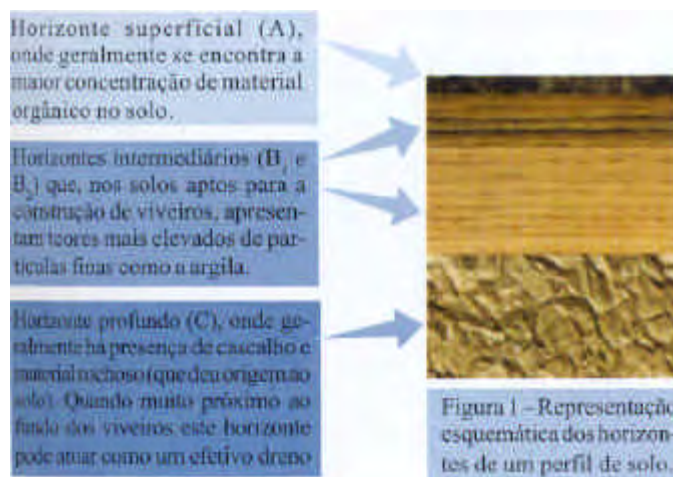 Horizonte superficial (A),
onde geralmente se encontra a
maior concentração de material
orgânico no solo.
Horizontes intermediários (B1 e
B2) que, nos solos aptos para a
construção de viveiros, apresen-
tam teores mais elevados de par-
tículas finas como a argila.
Horizonte profundo (C), onde ge-
ralmente há presença de cascalho e
material rochoso (que deu origem ao
solo). Quando muito próximo ao
fundo dos viveiros este horizonte
pode atuar como um efetivo dreno
Figura 1 - Representação
esquemática dos horizon-
tes de um perfil de solo.